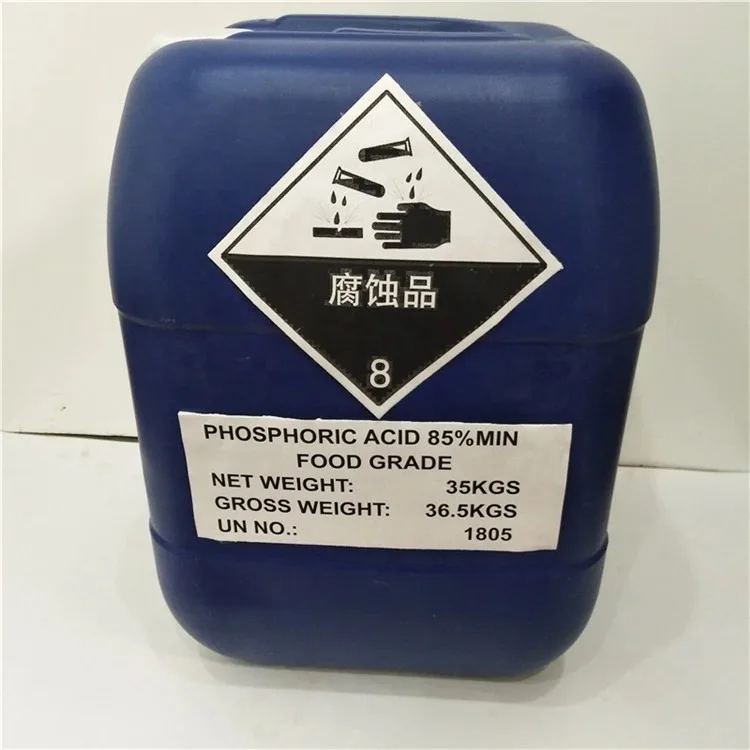 腐蚀品
8
PHOSPHORIC ACID 85%MIN
FOOD GRADE
NET WEIGHT: 35KGS
GROSS WEIGHT: 36.5KGS
UN NO.: 1805